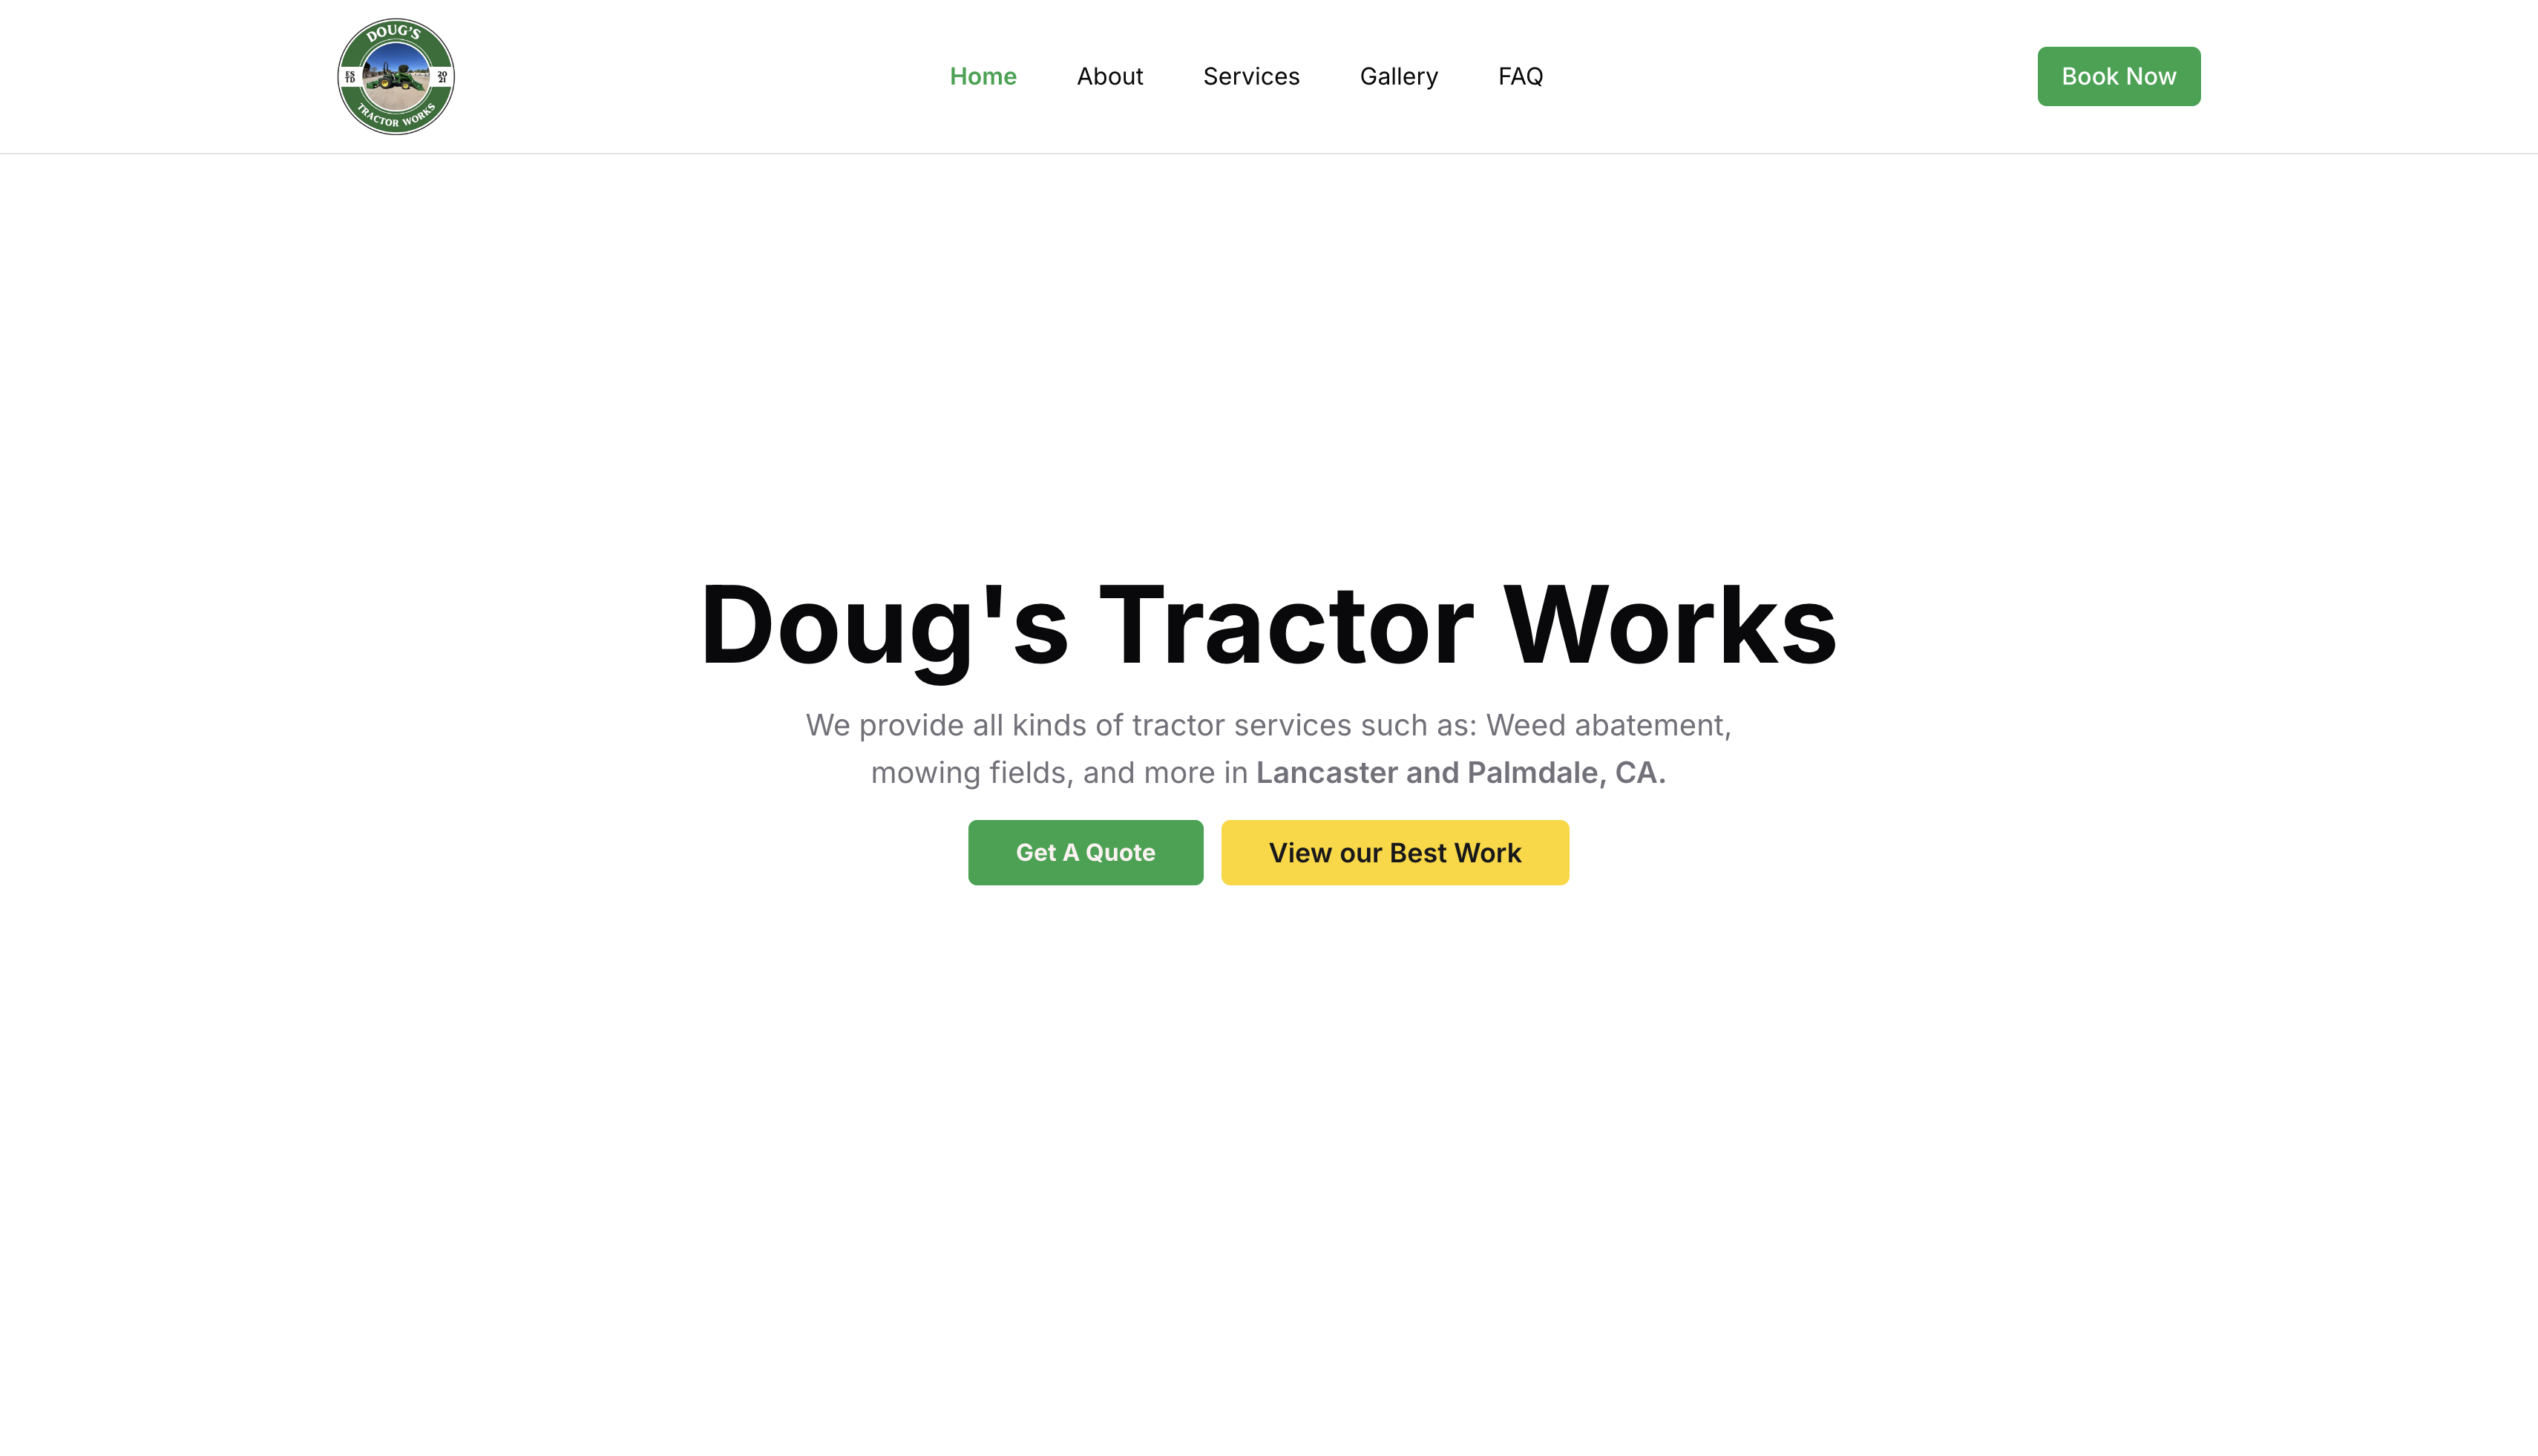 DOUG'S
ES
TD
20
21
TRACTOR WORKS
Home
About
Services
Gallery
FAQ
Book Now
Doug's Tractor Works
We provide all kinds of tractor services such as: Weed abatement,
mowing fields, and more in Lancaster and Palmdale, CA.
Get A Quote
View our Best Work